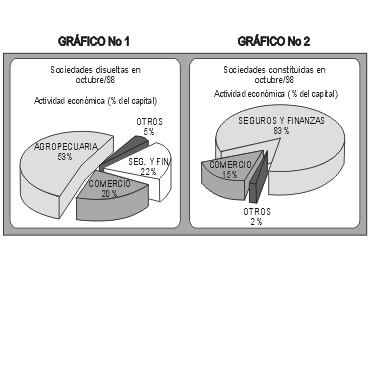 GRÁFICO No 1
Sociedades disueltas en
octubre/98
Actividad económica (% del capital)
OTROS
5%
AGROPECUARIA
53%
SEG. Y FIN.
22%
COMERCIO
20%
GRÁFICO No 2
Sociedades constituidas en
octubre/98
Actividad económica (% del capital)
SEGUROS Y FINANZAS
83%
COMERCIO
15%
OTROS
2%